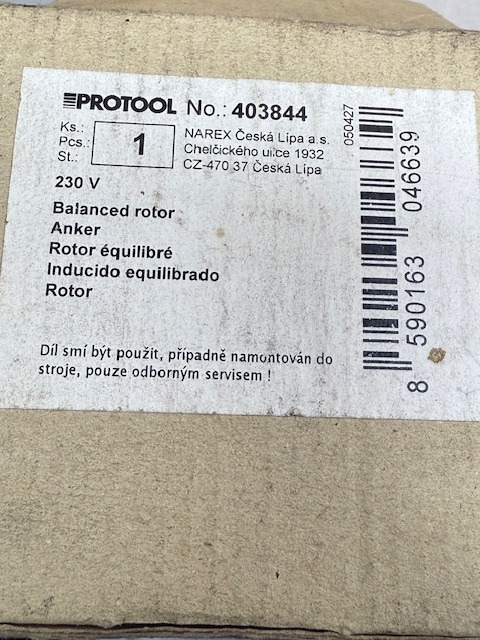 PROTOOL No.: 403844
Ks.:
Pcs.:
St.:
1
NAREX Česká Lípa a.s.
Chelčického ulice 1932
CZ-470 37 Česká Lípa
230 V
Balanced rotor
Anker
Rotor équilibré
Inducido equilibrado
Rotor
Díl smí být použit, případně namontován do
stroje, pouze odborným servisem !
050427
8 590163 046639